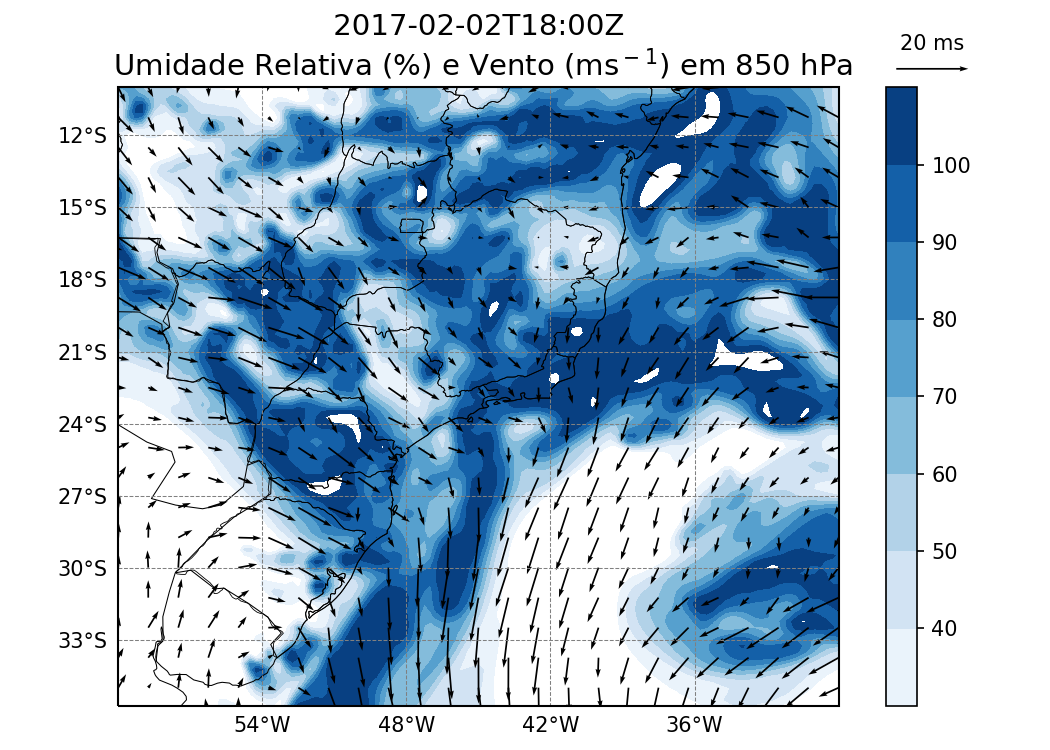 2017-02-02T18:00Z
Umidade Relativa (%) e Vento (ms⁻¹) em 850 hPa
20 ms
12°S
15°S
18°S
21°S
24°S
27°S
30°S
33°S
54°W
48°W
42°W
36°W
100
90
80
70
60
50
40